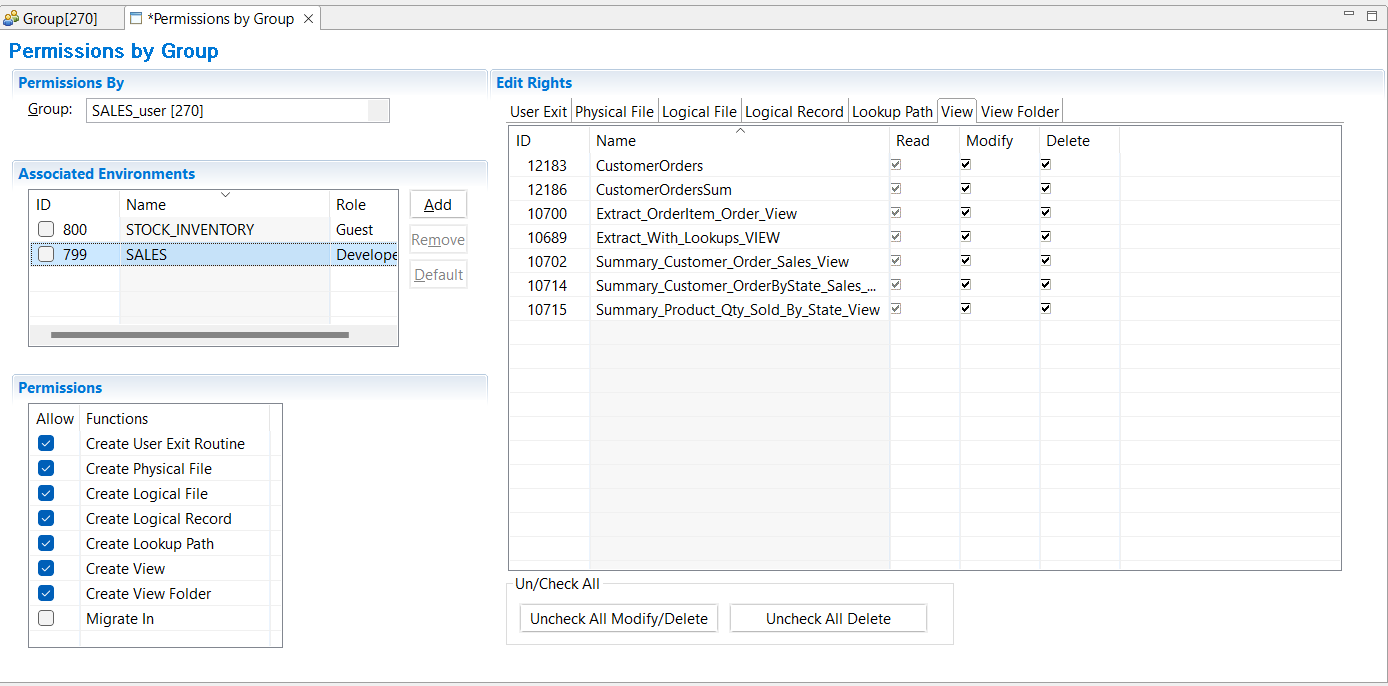 Group[270]
*Permissions by Group
Permissions by Group
Permissions By
Group: SALES_user [270]
Associated Environments
ID Name Role
800 STOCK_INVENTORY Guest
799 SALES Develope
Add
Remove
Default
Permissions
Allow Functions
Create User Exit Routine
Create Physical File
Create Logical File
Create Logical Record
Create Lookup Path
Create View
Create View Folder
Migrate In
Edit Rights
User Exit Physical File Logical File Logical Record Lookup Path View View Folder
ID Name Read Modify Delete
12183 CustomerOrders
12186 CustomerOrdersSum
10700 Extract_OrderItem_Order_View
10689 Extract_With_Lookups_VIEW
10702 Summary_Customer_Order_Sales_View
10714 Summary_Customer_OrderByState_Sales_...
10715 Summary_Product_Qty_Sold_By_State_View
Un/Check All
Uncheck All Modify/Delete Uncheck All Delete